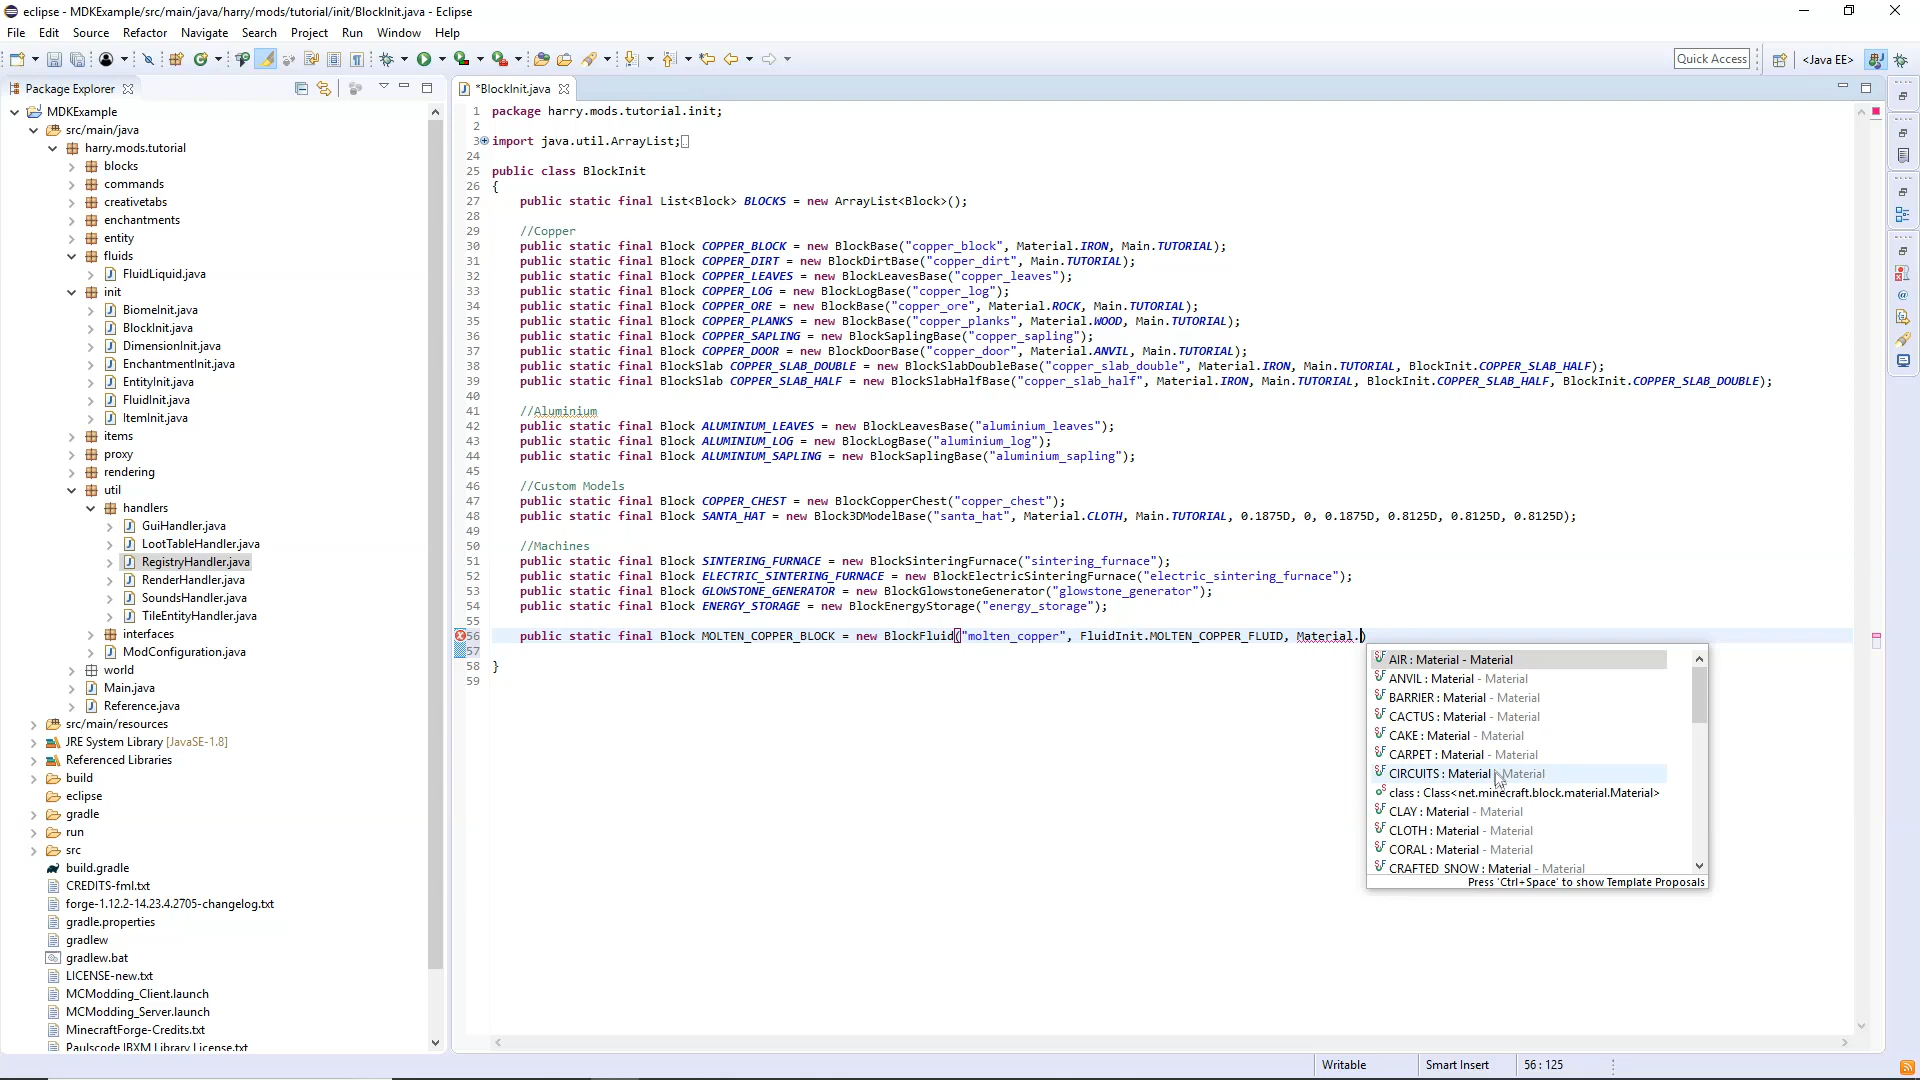 eclipse - MDKExample/src/main/java/harry/mods/tutorial/init/BlockInit.java - Eclipse
File Edit Source Refactor Navigate Search Project Run Window Help
Quick Access
<Java EE>
Package Explorer
MDKExample
src/main/java
harry.mods.tutorial
blocks
commands
creativetabs
enchantments
entity
fluids
FluidLiquid.java
init
BiomeInit.java
BlockInit.java
DimensionInit.java
EnchantmentInit.java
EntityInit.java
FluidInit.java
ItemInit.java
items
proxy
rendering
util
handlers
GuiHandler.java
LootTableHandler.java
RegistryHandler.java
RenderHandler.java
SoundsHandler.java
TileEntityHandler.java
interfaces
ModConfiguration.java
world
Main.java
Reference.java
src/main/resources
JRE System Library [JavaSE-1.8]
Referenced Libraries
build
eclipse
gradle
run
src
build.gradle
CREDITS-fml.txt
forge-1.12.2-14.23.4.2705-changelog.txt
gradle.properties
gradlew
gradlew.bat
LICENSE-new.txt
MCModding_Client.launch
MCModding_Server.launch
MinecraftForge-Credits.txt
Paulscode IBXM Library License.txt
*BlockInit.java
1 package harry.mods.tutorial.init;
2
3 import java.util.ArrayList;
24
25 public class BlockInit
26 {
27 public static final List<Block> BLOCKS = new ArrayList<Block>();
28
29 //Copper
30 public static final Block COPPER_BLOCK = new BlockBase("copper_block", Material.IRON, Main.TUTORIAL);
31 public static final Block COPPER_DIRT = new BlockDirtBase("copper_dirt", Main.TUTORIAL);
32 public static final Block COPPER_LEAVES = new BlockLeavesBase("copper_leaves");
33 public static final Block COPPER_LOG = new BlockLogBase("copper_log");
34 public static final Block COPPER_ORE = new BlockBase("copper_ore", Material.ROCK, Main.TUTORIAL);
35 public static final Block COPPER_PLANKS = new BlockBase("copper_planks", Material.WOOD, Main.TUTORIAL);
36 public static final Block COPPER_SAPLING = new BlockSaplingBase("copper_sapling");
37 public static final Block COPPER_DOOR = new BlockDoorBase("copper_door", Material.ANVIL, Main.TUTORIAL);
38 public static final BlockSlab COPPER_SLAB_DOUBLE = new BlockSlabDoubleBase("copper_slab_double", Material.IRON, Main.TUTORIAL, BlockInit.COPPER_SLAB_HALF);
39 public static final BlockSlab COPPER_SLAB_HALF = new BlockSlabHalfBase("copper_slab_half", Material.IRON, Main.TUTORIAL, BlockInit.COPPER_SLAB_HALF, BlockInit.COPPER_SLAB_DOUBLE);
40
41 //Aluminium
42 public static final Block ALUMINIUM_LEAVES = new BlockLeavesBase("aluminium_leaves");
43 public static final Block ALUMINIUM_LOG = new BlockLogBase("aluminium_log");
44 public static final Block ALUMINIUM_SAPLING = new BlockSaplingBase("aluminium_sapling");
45
46 //Custom Models
47 public static final Block COPPER_CHEST = new BlockCopperChest("copper_chest");
48 public static final Block SANTA_HAT = new Block3DModelBase("santa_hat", Material.CLOTH, Main.TUTORIAL, 0.1875D, 0, 0.1875D, 0.8125D, 0.8125D, 0.8125D);
49
50 //Machines
51 public static final Block SINTERING_FURNACE = new BlockSinteringFurnace("sintering_furnace");
52 public static final Block ELECTRIC_SINTERING_FURNACE = new BlockElectricSinteringFurnace("electric_sintering_furnace");
53 public static final Block GLOWSTONE_GENERATOR = new BlockGlowstoneGenerator("glowstone_generator");
54 public static final Block ENERGY_STORAGE = new BlockEnergyStorage("energy_storage");
55
56 public static final Block MOLTEN_COPPER_BLOCK = new BlockFluid("molten_copper", FluidInit.MOLTEN_COPPER_FLUID, Material.)
57
58 }
59
AIR : Material - Material
ANVIL : Material - Material
BARRIER : Material - Material
CACTUS : Material - Material
CAKE : Material - Material
CARPET : Material - Material
CIRCUITS : Material - Material
class : Class<net.minecraft.block.material.Material>
CLAY : Material - Material
CLOTH : Material - Material
CORAL : Material - Material
CRAFTED_SNOW : Material - Material
Press 'Ctrl+Space' to show Template Proposals
Writable Smart Insert 56 : 125